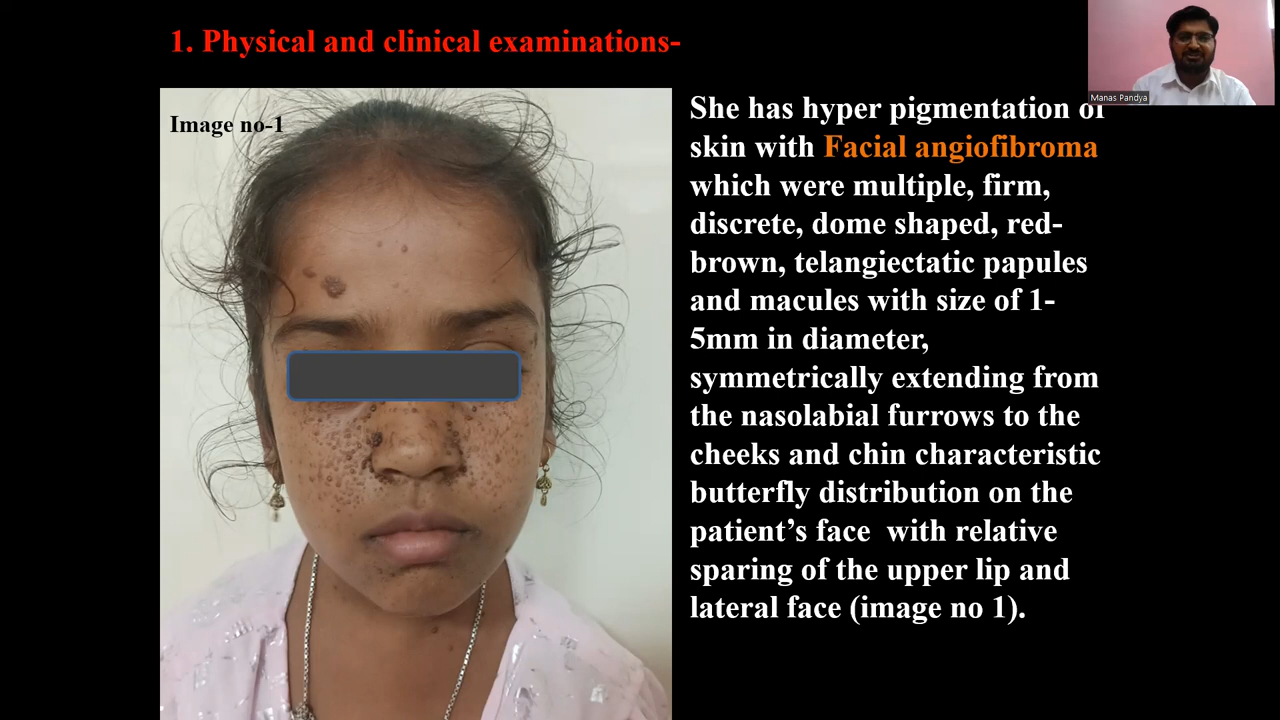 1. Physical and clinical examinations-
Manas Pandya
Image no-1
She has hyper pigmentation of
skin with Facial angiofibroma
which were multiple, firm,
discrete, dome shaped, red-
brown, telangiectatic papules
and macules with size of 1-
5mm in diameter,
symmetrically extending from
the nasolabial furrows to the
cheeks and chin characteristic
butterfly distribution on the
patient’s face  with relative
sparing of the upper lip and
lateral face (image no 1).